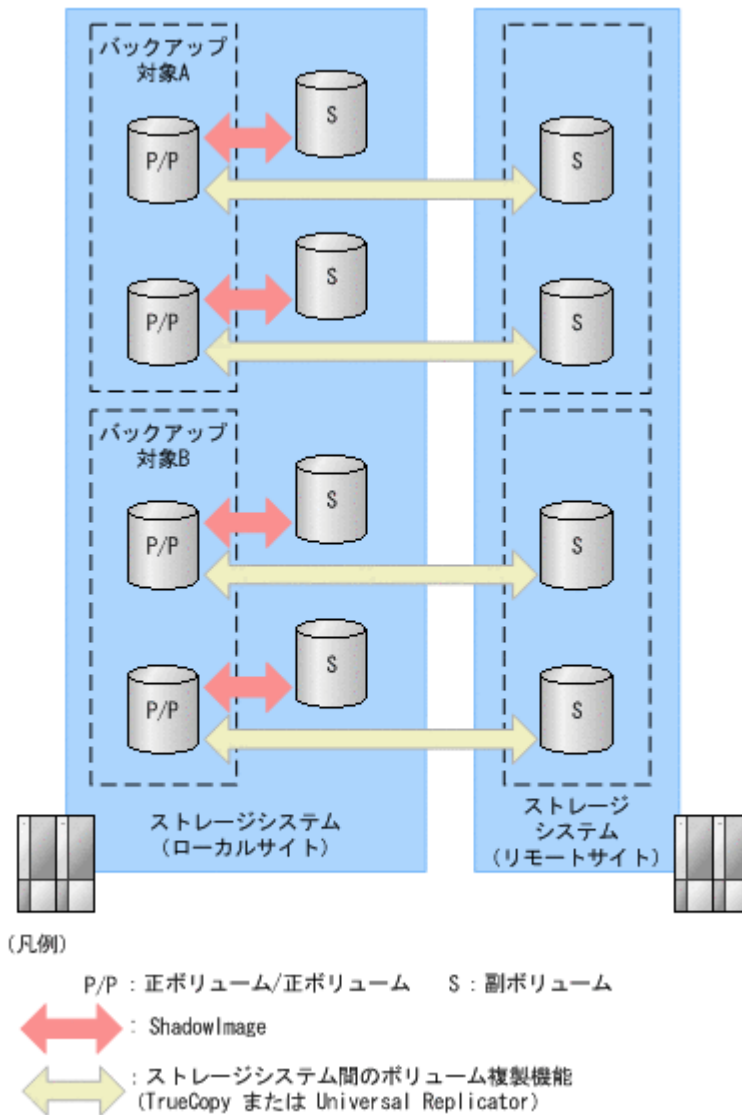 バックアップ
対象A
S
P/P
S
S
P/P
S
バックアップ
対象B
S
P/P
S
S
P/P
S
ストレージシステム
(ローカルサイト)
ストレージ
システム
(リモートサイト)
(凡例)
P/P : 正ボリューム/正ボリューム S : 副ボリューム
: ShadowImage
: ストレージシステム間のボリューム複製機能
(TrueCopy または Universal Replicator)